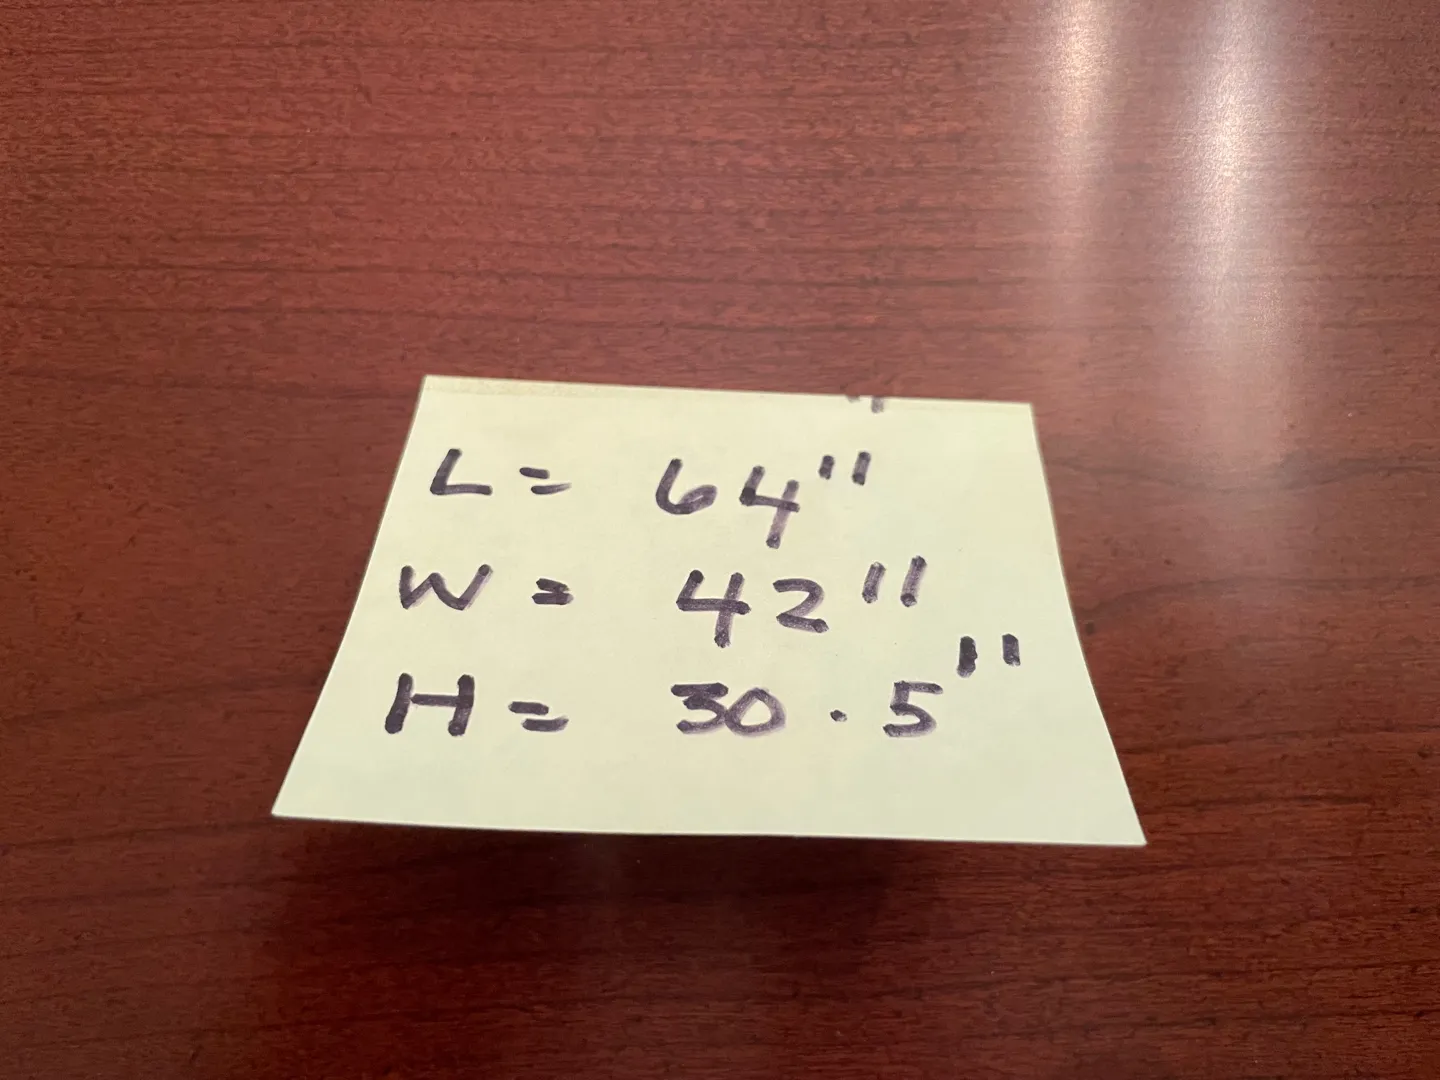 L = 64"
W = 42"
H = 30.5"